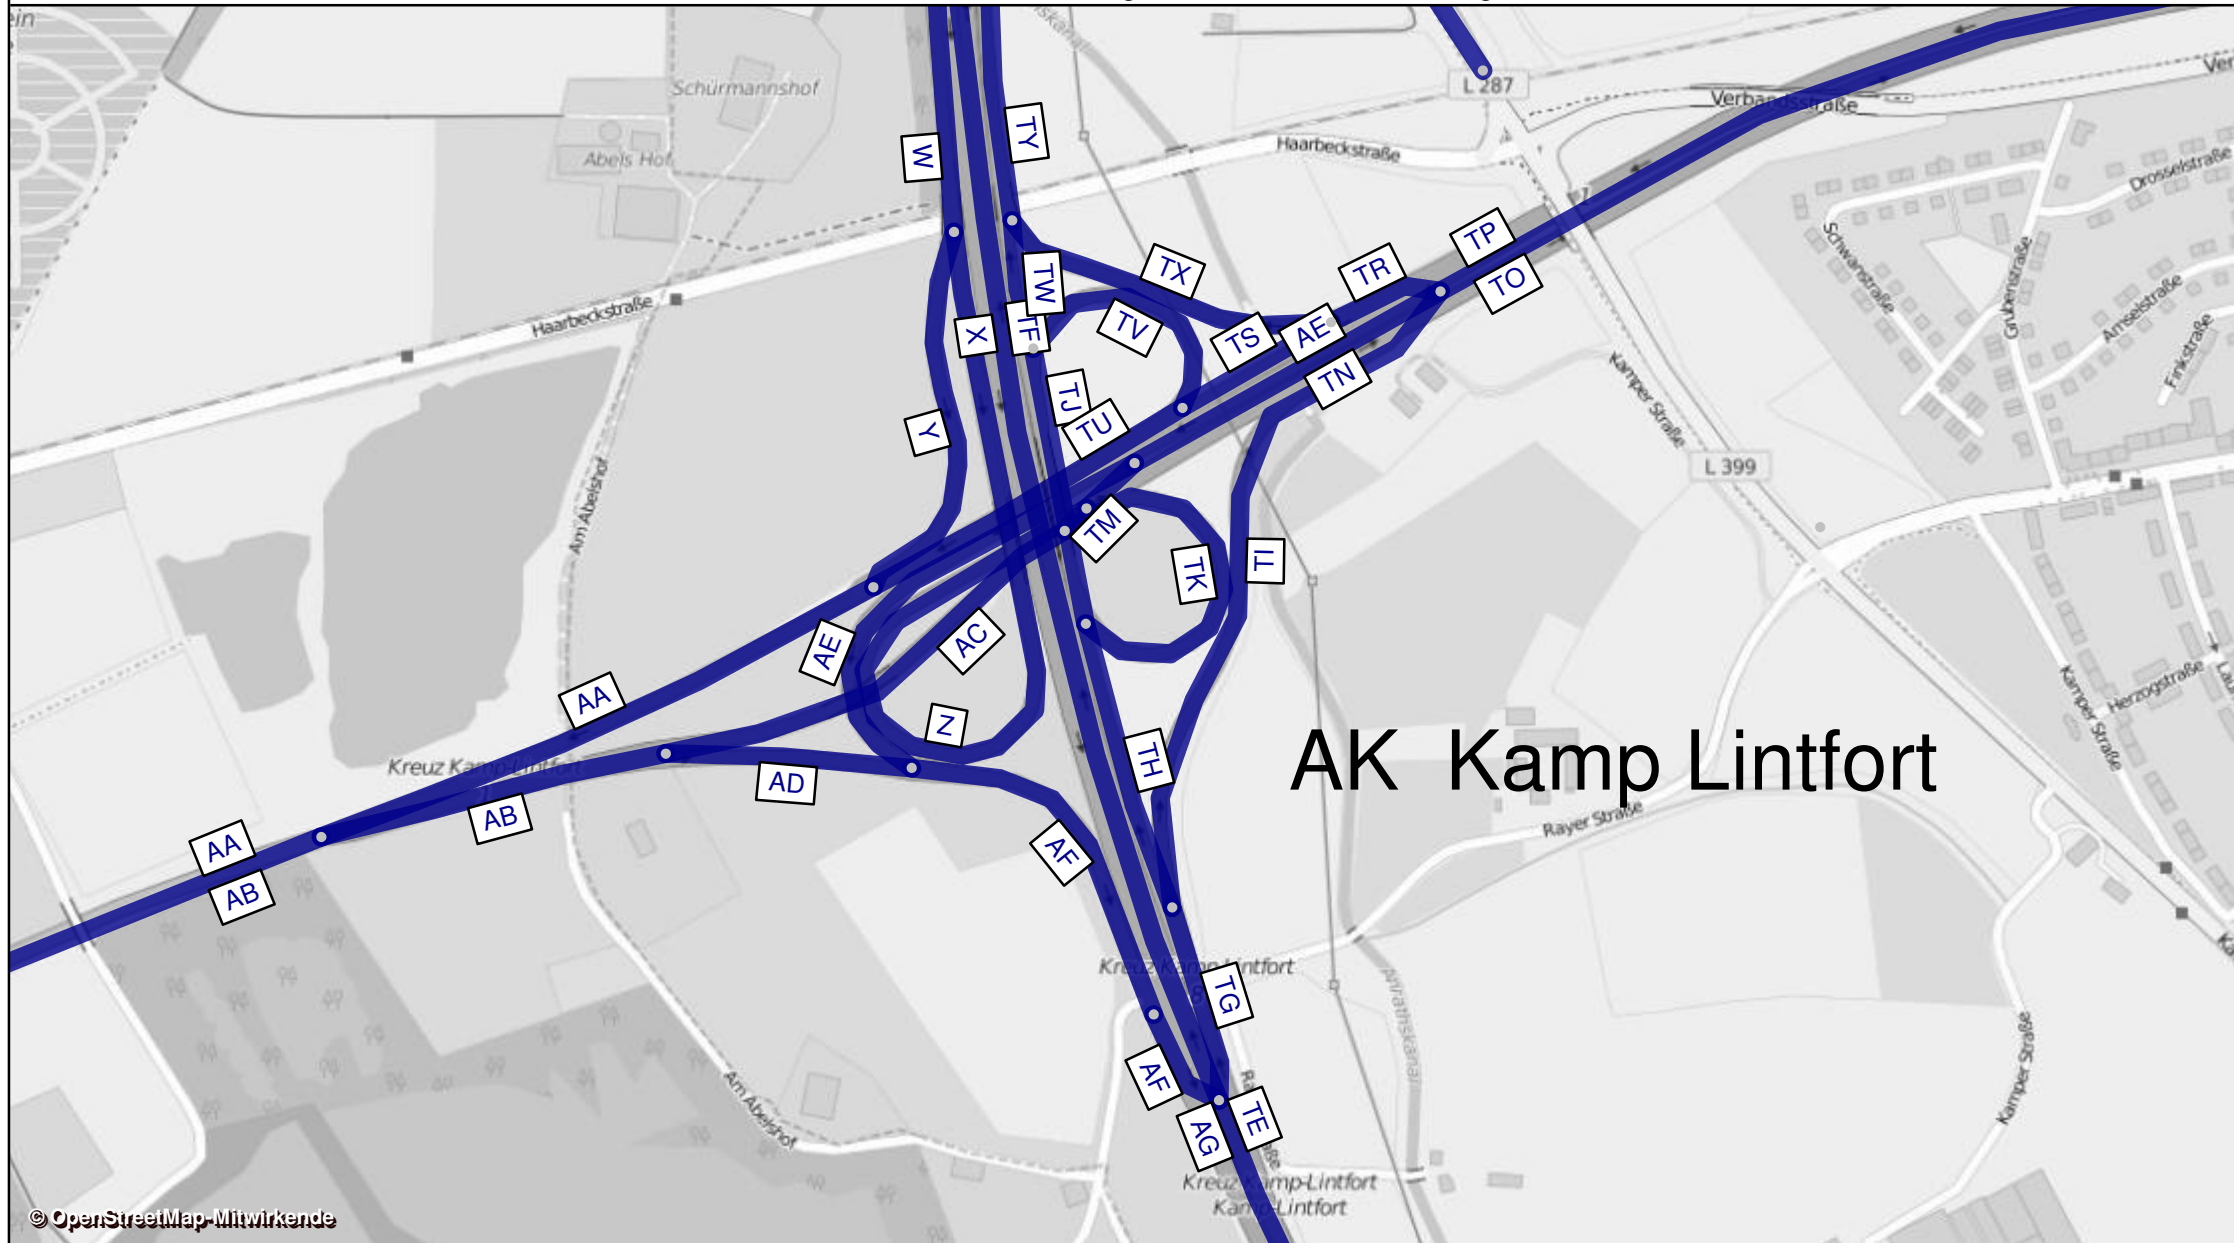 Schürmannshof
Abels Hof
L 287
Verbandsstraße
Haarbeckstraße
Drosselstraße
W
TY
TP
TO
TX
TR
TW
TF
X
TV
TS
AE
TN
Haarbeckstraße
Schwanstraße
Grubenstraße
Amselstraße
Finkstraße
Kamper Straße
L 399
TJ
TU
Y
Am Abelshof
TM
TK
TI
AE
AC
AA
Z
Kreuz Kamp-Lintfort
AD
AB
TH
AK Kamp Lintfort
Herzogstraße
Kamper Straße
Rayer Straße
AA
AB
AF
Kreuz Kamp-Lintfort
8
TG
Kamper Straße
Am Abelshof
AF
AG
TE
Kreuz Kamp-Lintfort
Kamp-Lintfort
© OpenStreetMap-Mitwirkende